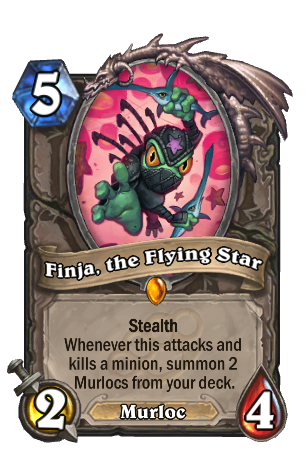 5
Finja, the Flying Star
Stealth
Whenever this attacks and
kills a minion, summon 2
Murlocs from your deck.
2
Murloc
4